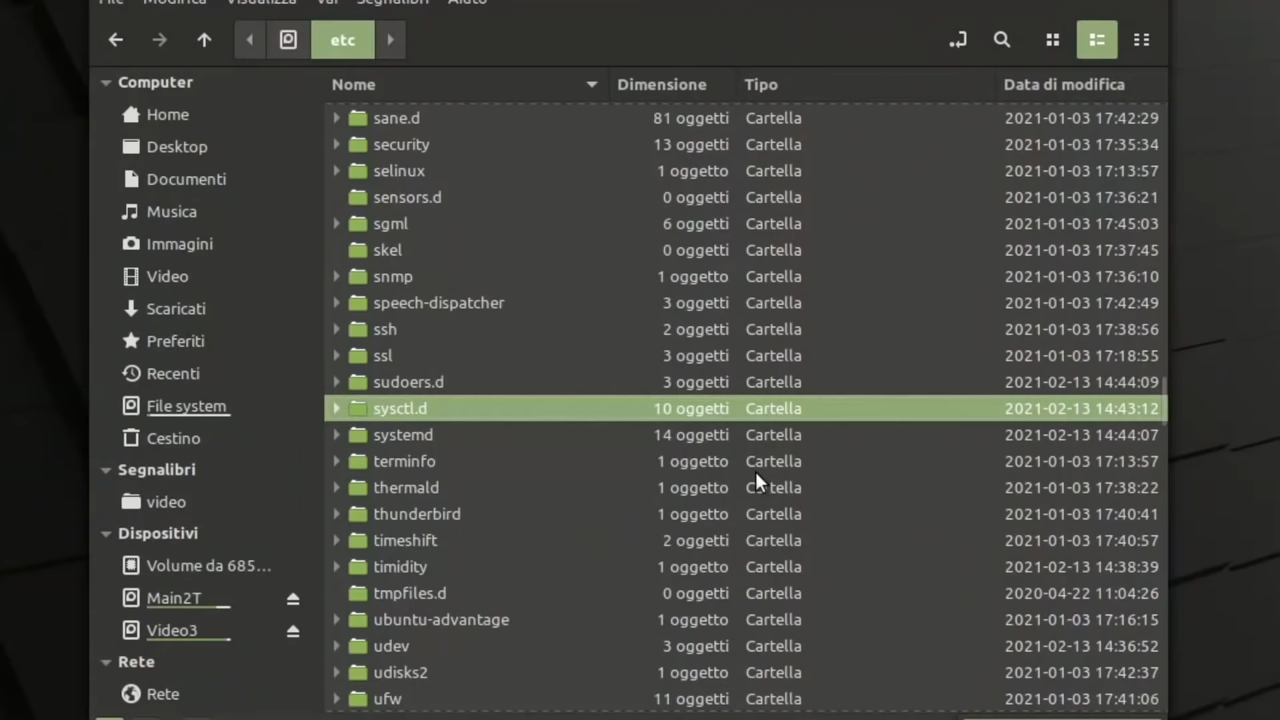 File Modifica Visualizza Vai Segnalibri Aiuto
etc
Nome Dimensione Tipo Data di modifica
Computer
Home
Desktop
Documenti
Musica
Immagini
Video
Scaricati
Preferiti
Recenti
File system
Cestino
Segnalibri
video
Dispositivi
Volume da 685...
Main2T
Video3
Rete
Rete
sane.d 81 oggetti Cartella 2021-01-03 17:42:29
security 13 oggetti Cartella 2021-01-03 17:35:34
selinux 1 oggetto Cartella 2021-01-03 17:13:57
sensors.d 0 oggetti Cartella 2021-01-03 17:36:21
sgml 6 oggetti Cartella 2021-01-03 17:45:03
skel 0 oggetti Cartella 2021-01-03 17:37:45
snmp 1 oggetto Cartella 2021-01-03 17:36:10
speech-dispatcher 3 oggetti Cartella 2021-01-03 17:42:49
ssh 2 oggetti Cartella 2021-01-03 17:38:56
ssl 3 oggetti Cartella 2021-01-03 17:18:55
sudoers.d 3 oggetti Cartella 2021-02-13 14:44:09
sysctl.d 10 oggetti Cartella 2021-02-13 14:43:12
systemd 14 oggetti Cartella 2021-02-13 14:44:07
terminfo 1 oggetto Cartella 2021-01-03 17:13:57
thermald 1 oggetto Cartella 2021-01-03 17:38:22
thunderbird 1 oggetto Cartella 2021-01-03 17:40:41
timeshift 2 oggetti Cartella 2021-01-03 17:40:57
timidity 1 oggetto Cartella 2021-02-13 14:38:39
tmpfiles.d 0 oggetti Cartella 2020-04-22 11:04:26
ubuntu-advantage 1 oggetto Cartella 2021-01-03 17:16:15
udev 3 oggetti Cartella 2021-02-13 14:36:52
udisks2 1 oggetto Cartella 2021-01-03 17:42:37
ufw 11 oggetti Cartella 2021-01-03 17:41:06